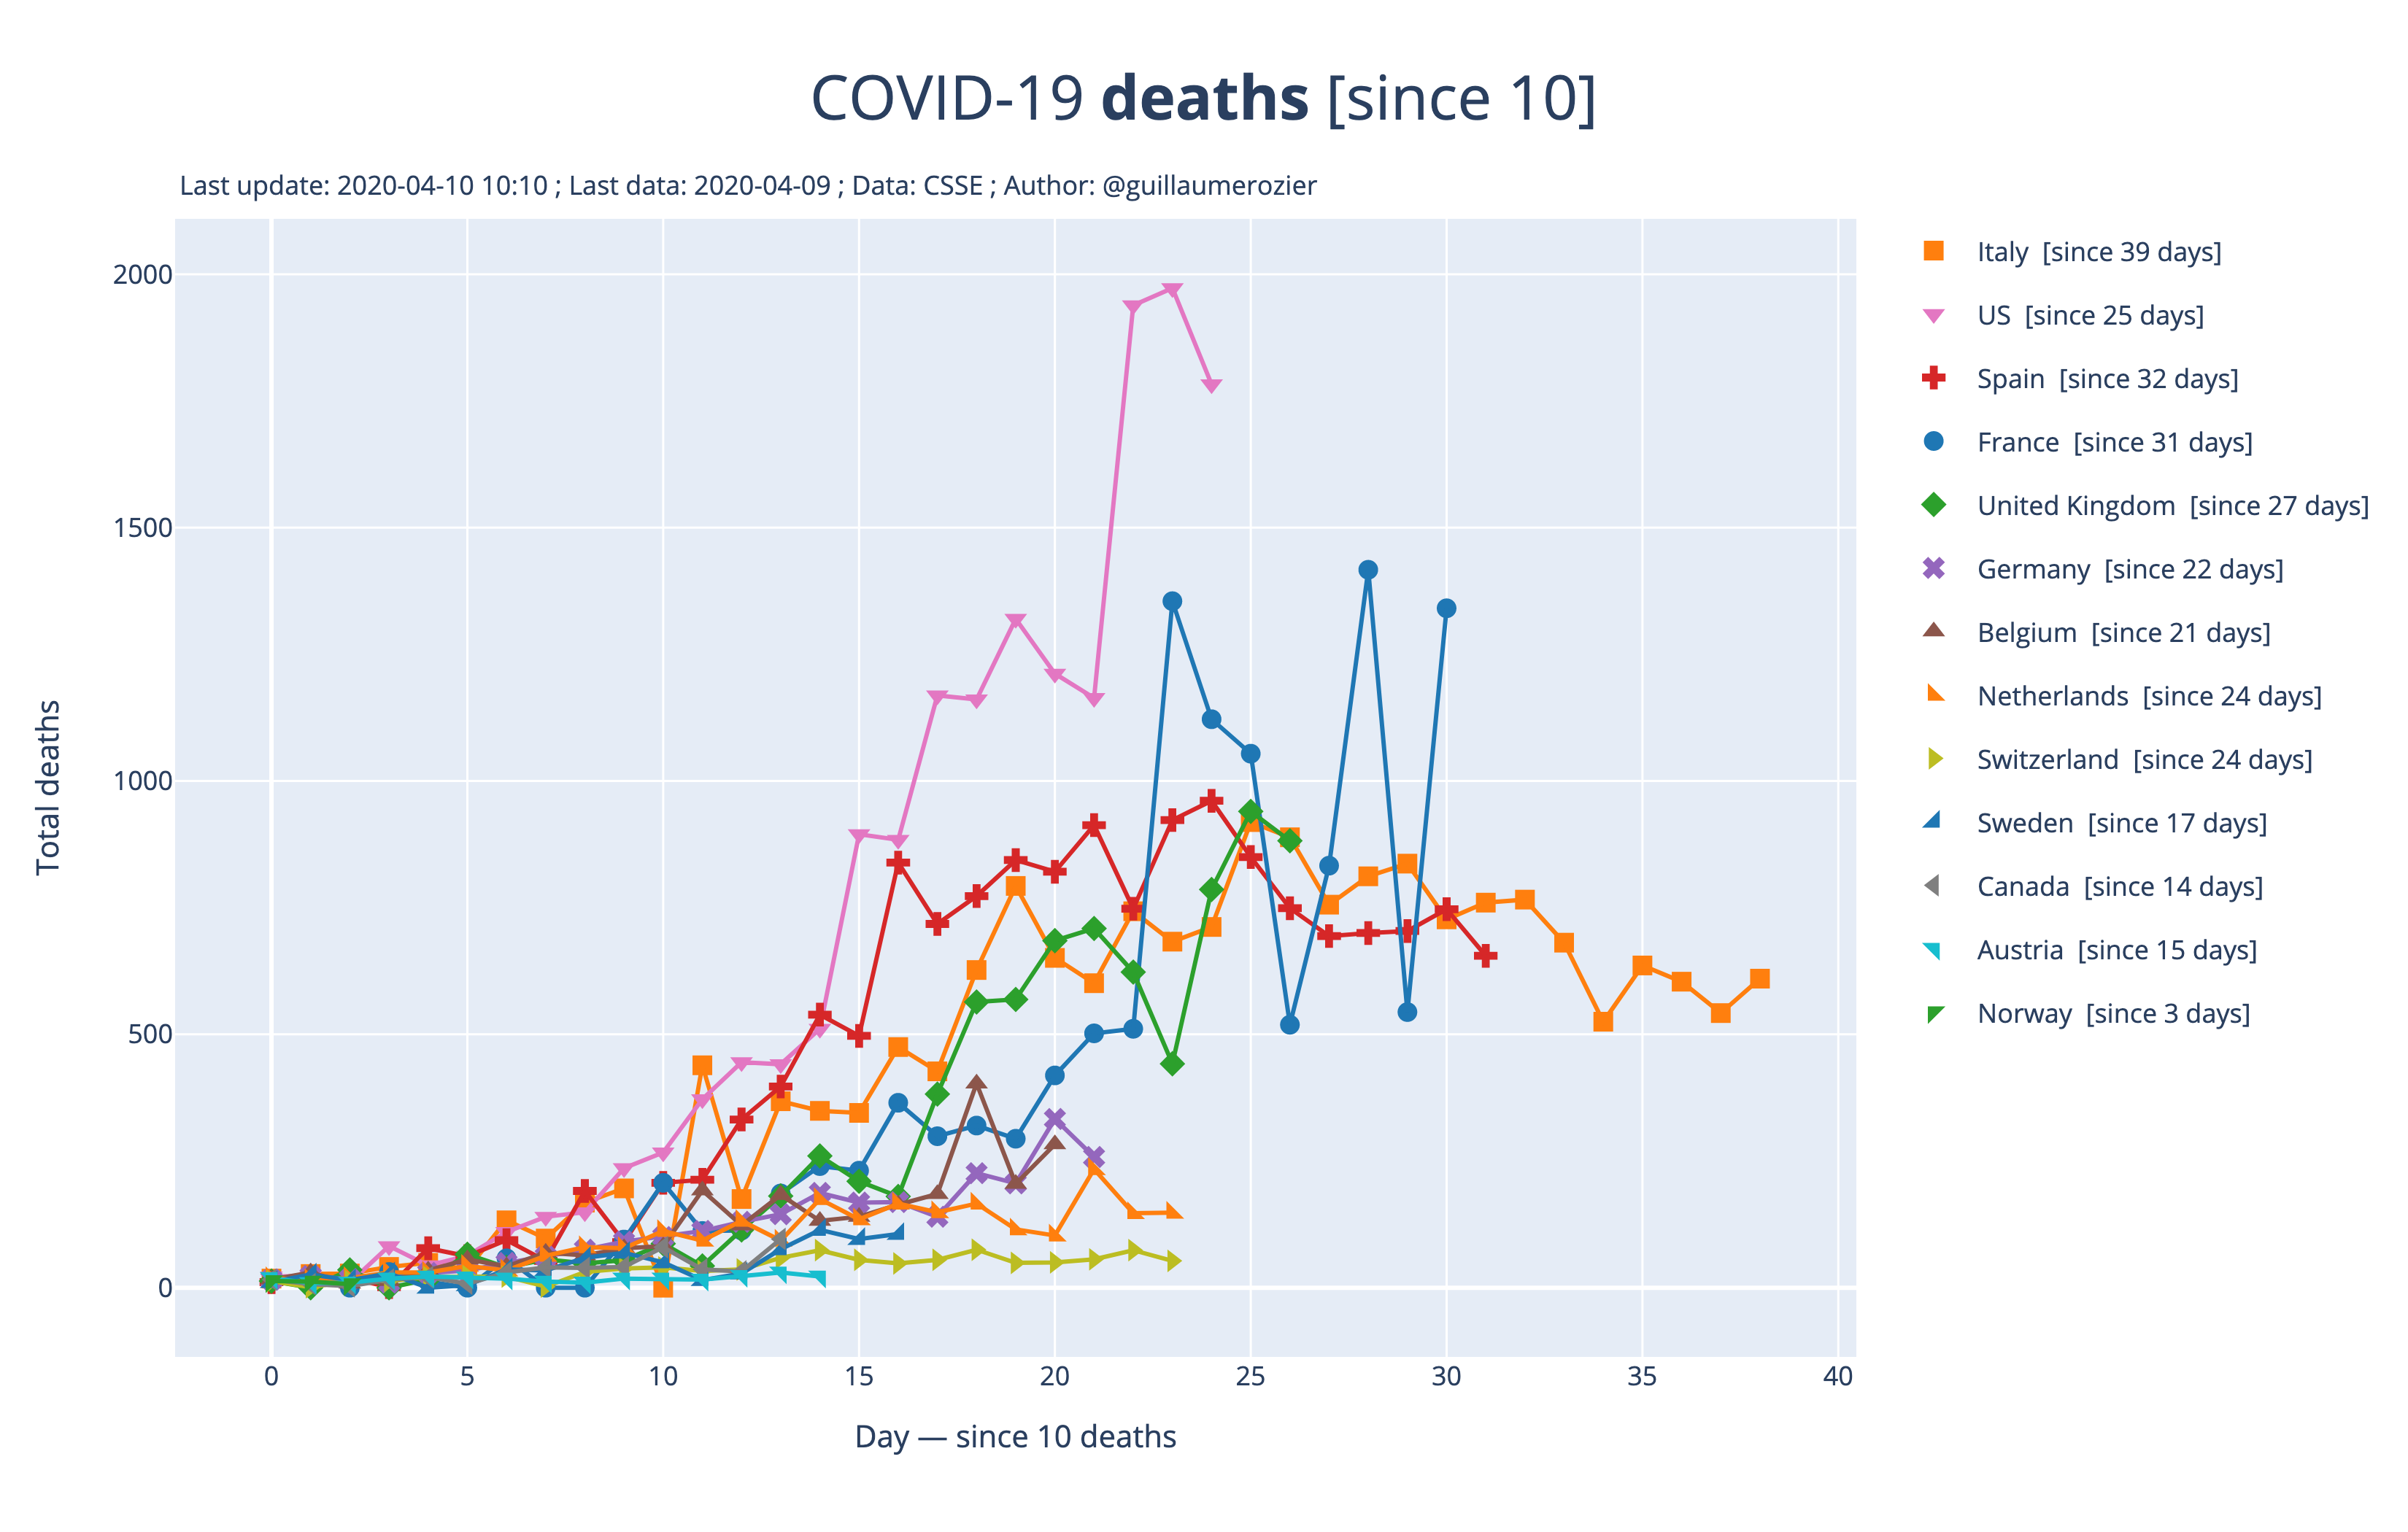 COVID-19 deaths [since 10]
Last update: 2020-04-10 10:10 ; Last data: 2020-04-09 ; Data: CSSE ; Author: @guillaumerozier
Total deaths
2000
1500
1000
500
0
0 5 10 15 20 25 30 35 40
Day — since 10 deaths
Italy [since 39 days]
US [since 25 days]
Spain [since 32 days]
France [since 31 days]
United Kingdom [since 27 days]
Germany [since 22 days]
Belgium [since 21 days]
Netherlands [since 24 days]
Switzerland [since 24 days]
Sweden [since 17 days]
Canada [since 14 days]
Austria [since 15 days]
Norway [since 3 days]